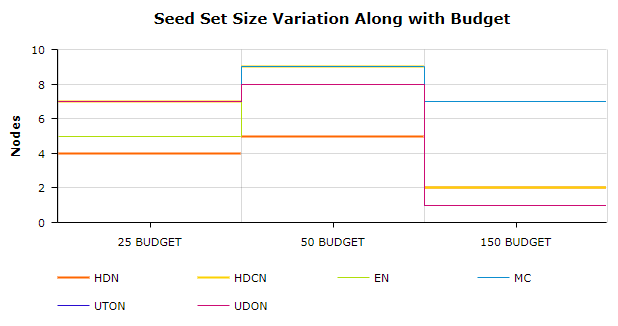 Seed Set Size Variation Along with Budget
10
8
6
4
2
0
Nodes
25 BUDGET 50 BUDGET 150 BUDGET
HDN HDCN EN MC
UTON UDON